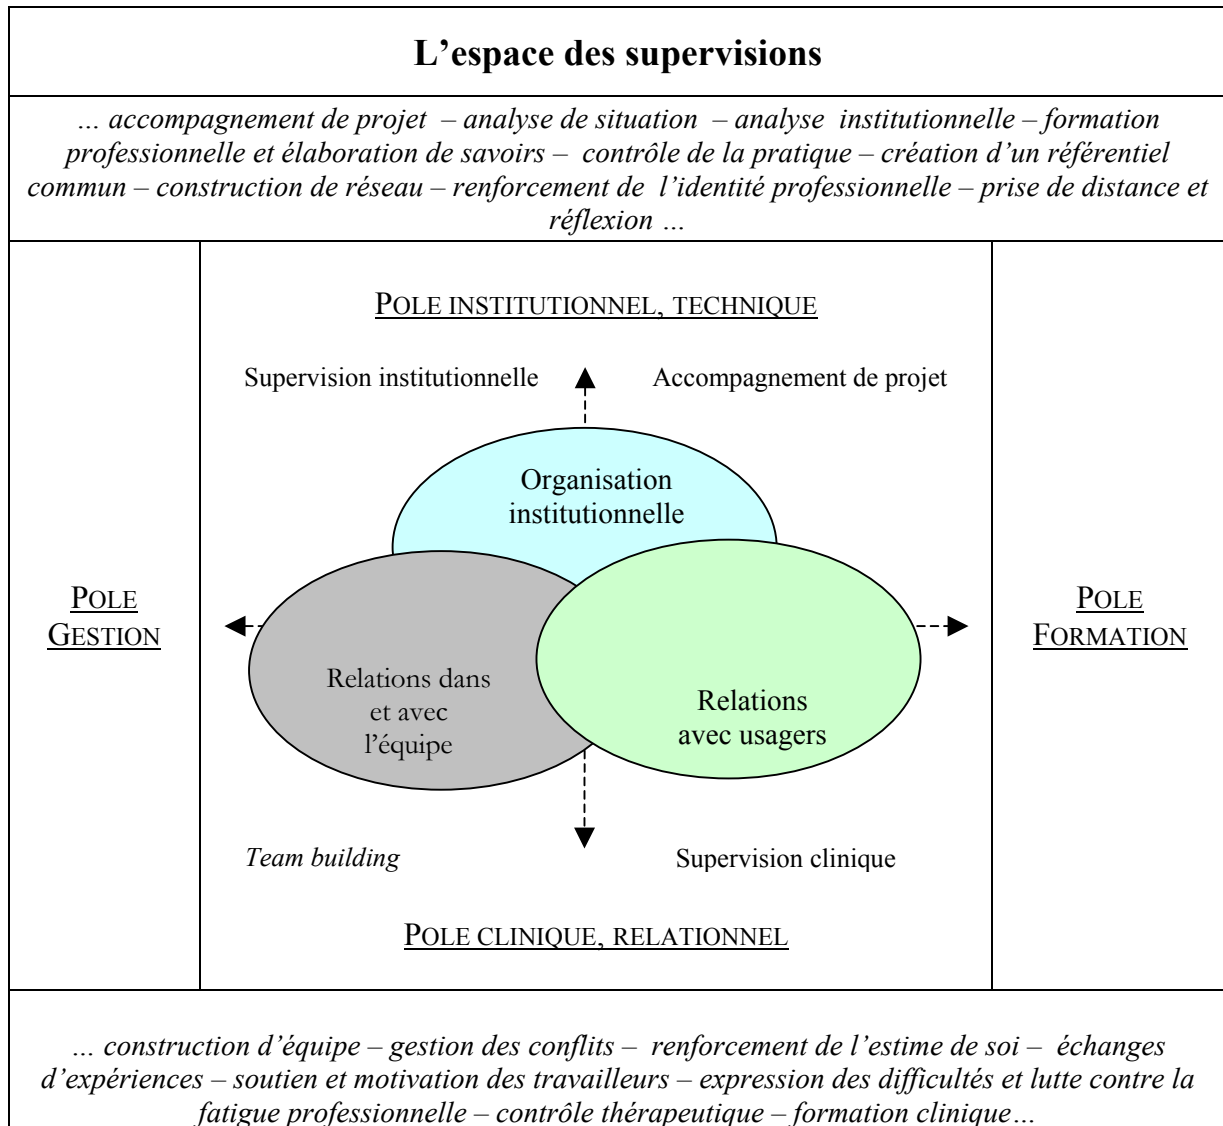 L’espace des supervisions
… accompagnement de projet – analyse de situation – analyse institutionnelle – formation
professionnelle et élaboration de savoirs – contrôle de la pratique – création d’un référentiel
commun – construction de réseau – renforcement de l’identité professionnelle – prise de distance et
réflexion …
POLE INSTITUTIONNEL, TECHNIQUE
Supervision institutionnelle
Accompagnement de projet
Organisation
institutionnelle
POLE
GESTION
POLE
FORMATION
Relations dans
et avec
l’équipe
Relations
avec usagers
Team building
Supervision clinique
POLE CLINIQUE, RELATIONNEL
… construction d’équipe – gestion des conflits – renforcement de l’estime de soi – échanges
d’expériences – soutien et motivation des travailleurs – expression des difficultés et lutte contre la
fatigue professionnelle – contrôle thérapeutique – formation clinique…